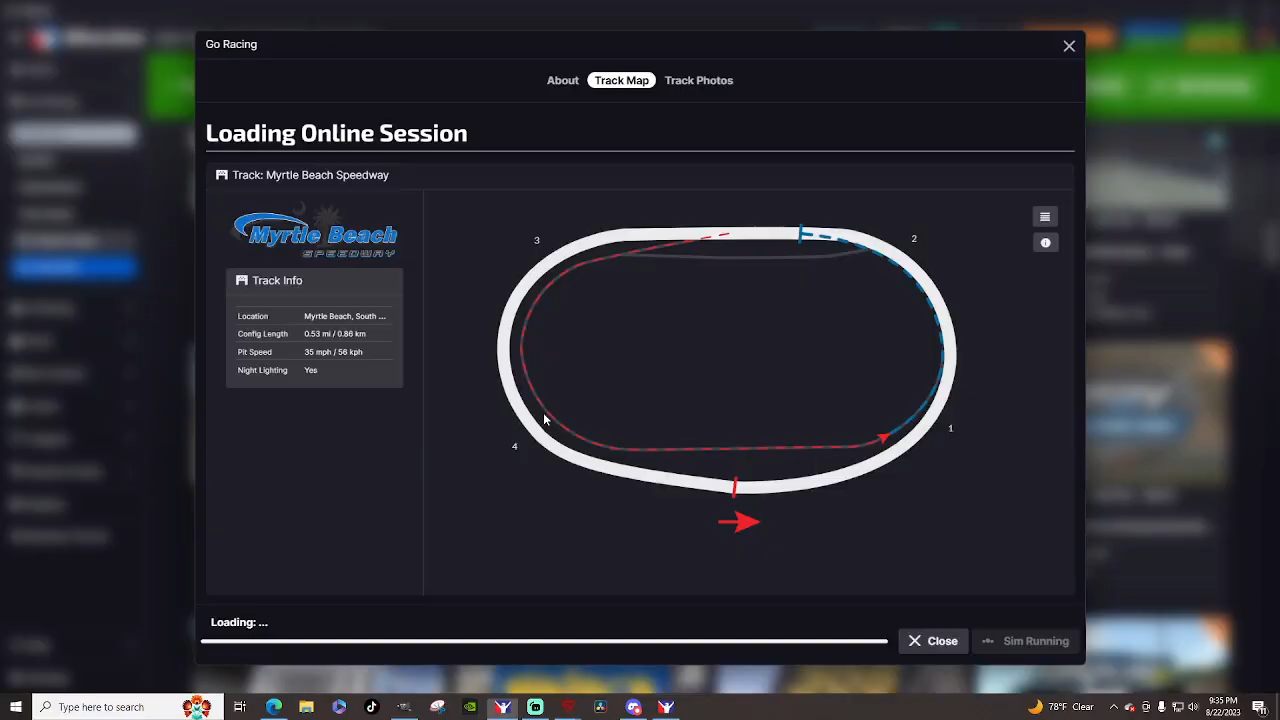 Go Racing
About
Track Map
Track Photos
Loading Online Session
Track: Myrtle Beach Speedway
Myrtle Beach
SPEEDWAY
Track Info
Location Myrtle Beach, South ...
Config Length 0.53 mi / 0.86 km
Pit Speed 35 mph / 56 kph
Night Lighting Yes
3
2
4
1
Loading: ...
Close
Sim Running
Type here to search
78°F Clear
9:35 PM
8/22/2023